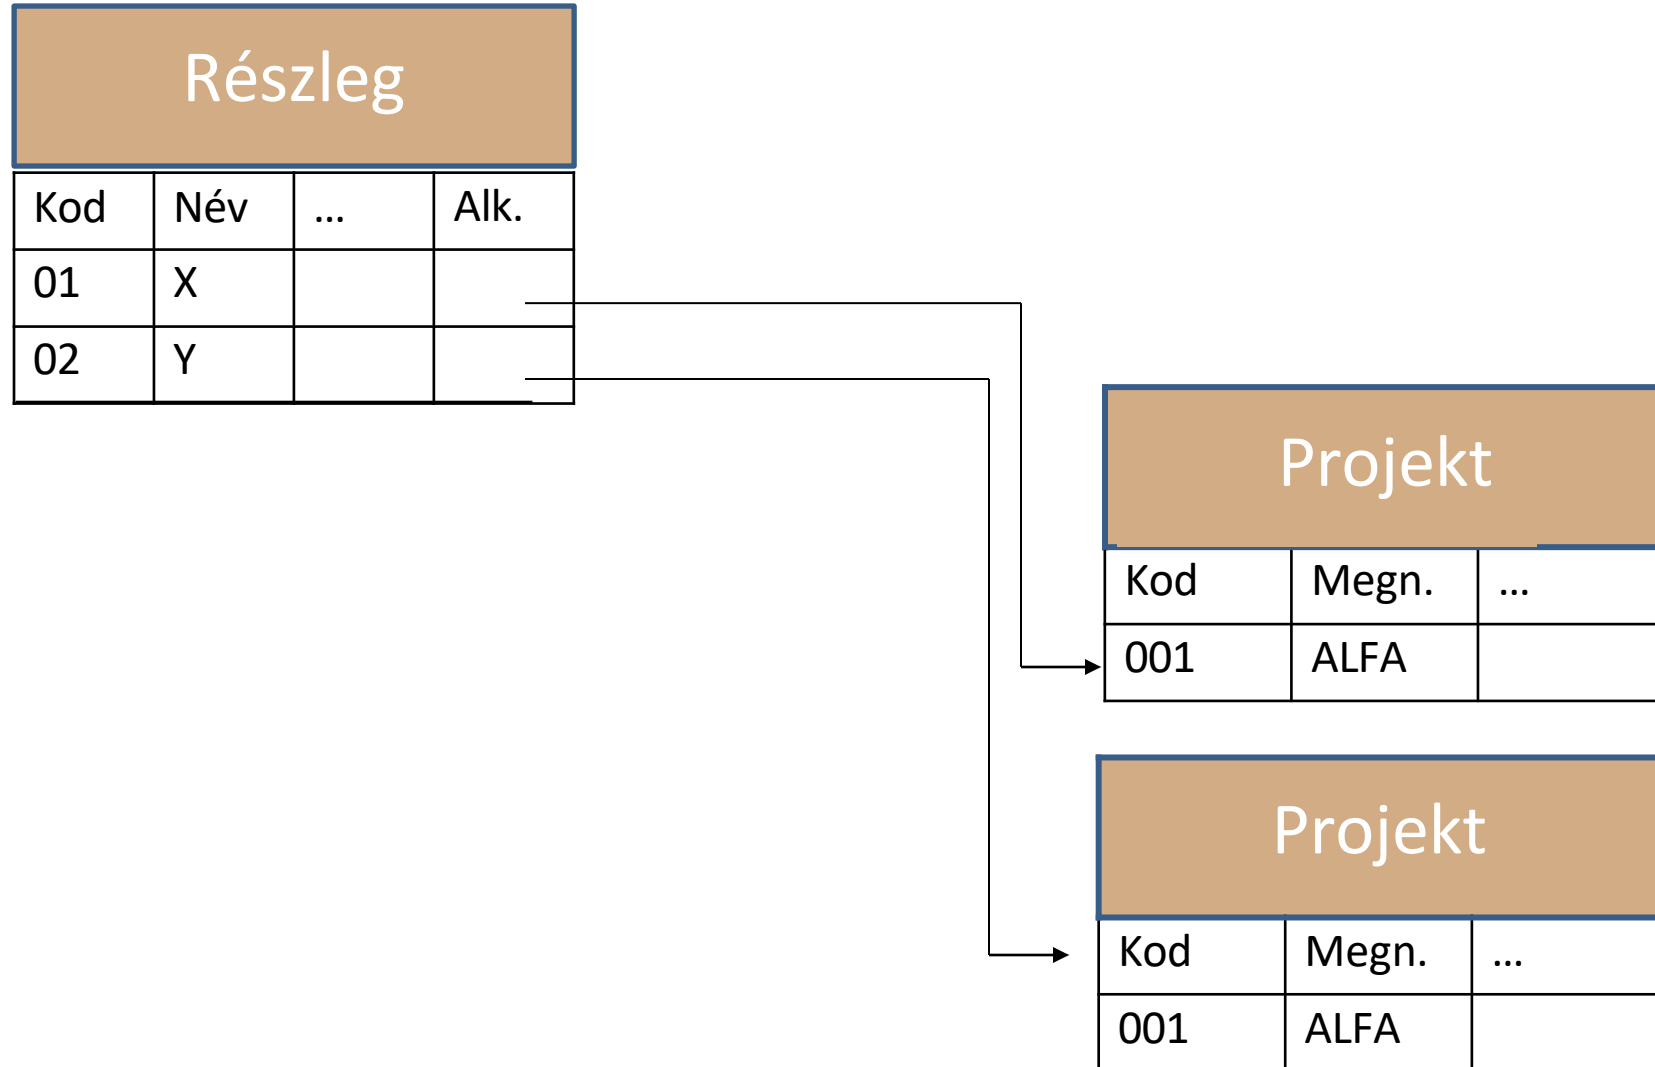 Részleg
Kod Név ... Alk.
01 X
02 Y
Projekt
Kod Megn. ...
001 ALFA
Projekt
Kod Megn. ...
001 ALFA